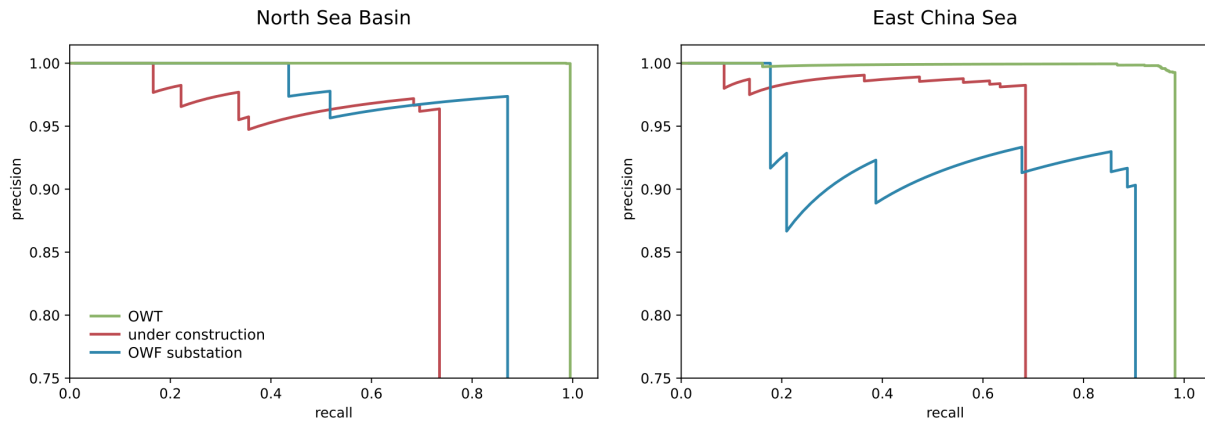 North Sea Basin
1.00
0.95
0.90
0.85
0.80
0.75
precision
OWT
under construction
OWF substation
0.0 0.2 0.4 0.6 0.8 1.0
recall
East China Sea
1.00
0.95
0.90
0.85
0.80
0.75
precision
0.0 0.2 0.4 0.6 0.8 1.0
recall